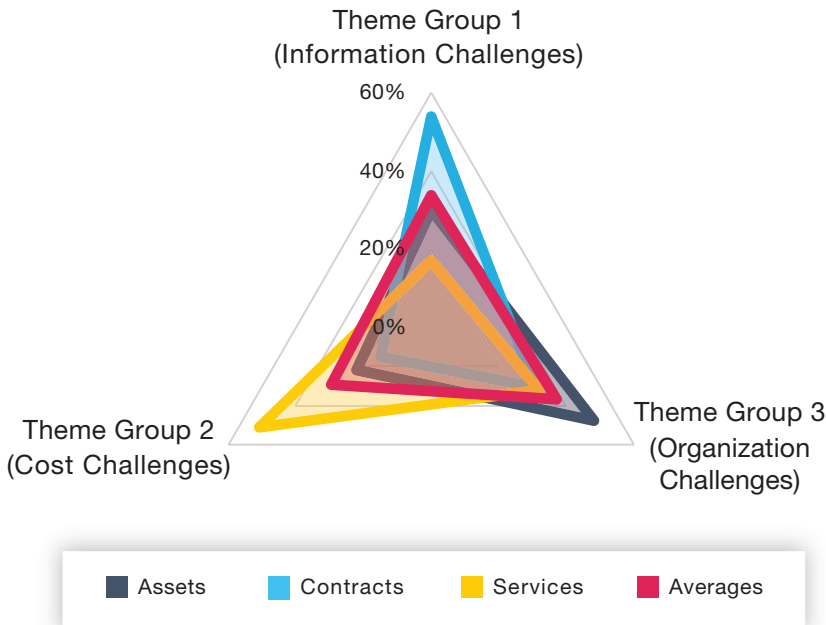 Theme Group 1
(Information Challenges)
60%
40%
20%
0%
Theme Group 2
(Cost Challenges)
Theme Group 3
(Organization
Challenges)
Assets
Contracts
Services
Averages